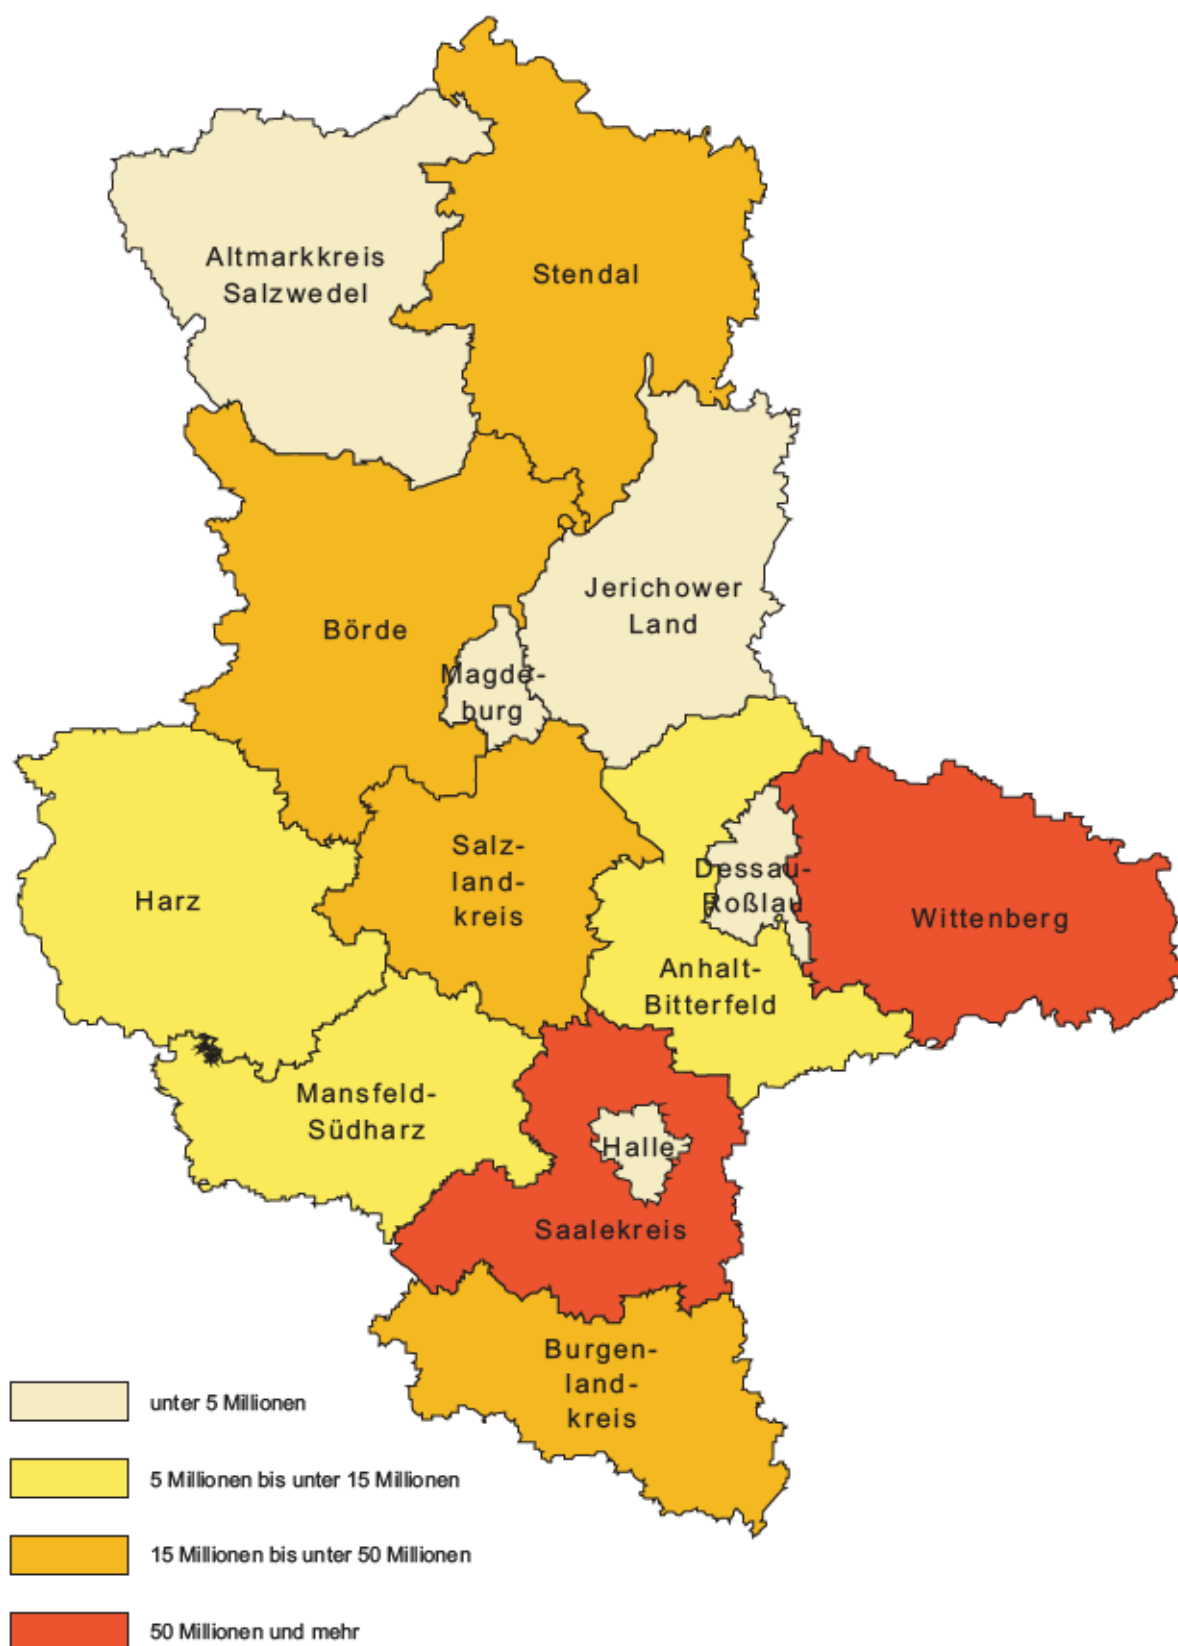 Altmarkkreis
Salzwedel
Stendal
Jerichower
Land
Börde
Magde-
burg
Salz-
land-
kreis
Dessau-
Roßlau
Harz
Wittenberg
Anhalt-
Bitterfeld
Mansfeld-
Südharz
Halle
Saalekreis
Burgen-
land-
kreis
unter 5 Millionen
5 Millionen bis unter 15 Millionen
15 Millionen bis unter 50 Millionen
50 Millionen und mehr